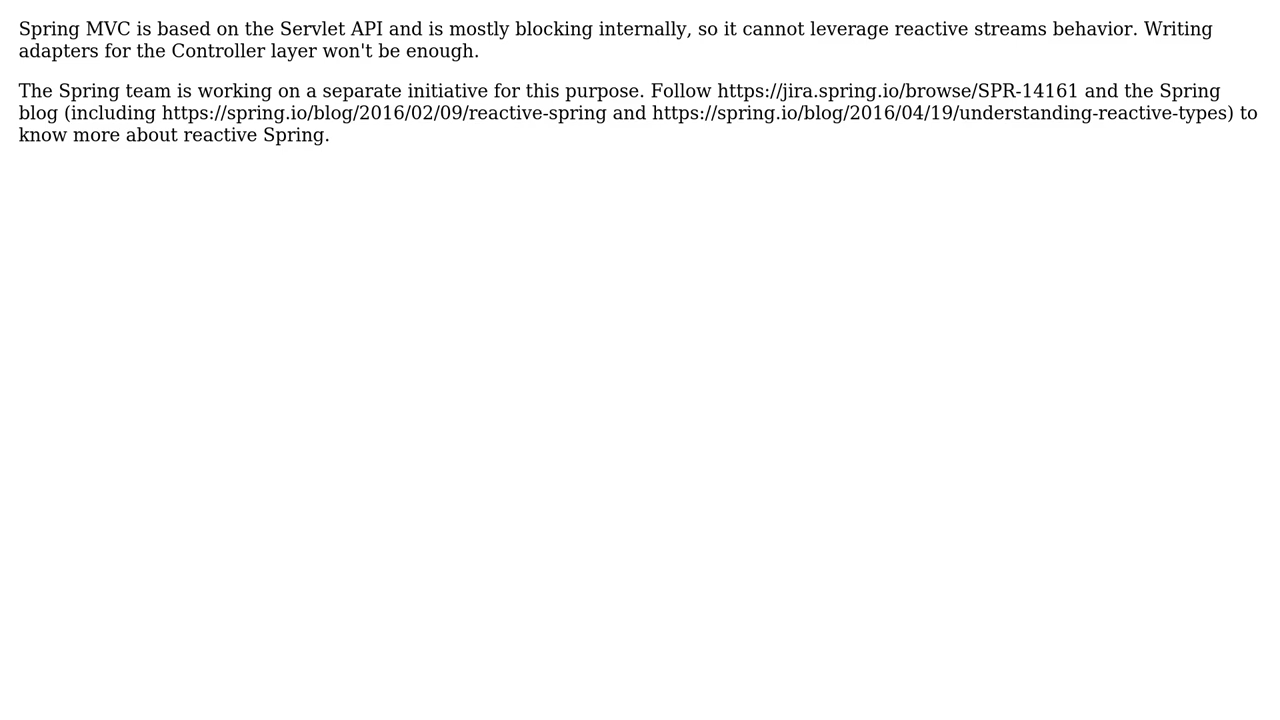 Spring MVC is based on the Servlet API and is mostly blocking internally, so it cannot leverage reactive streams behavior. Writing
adapters for the Controller layer won't be enough.
The Spring team is working on a separate initiative for this purpose. Follow https://jira.spring.io/browse/SPR-14161 and the Spring
blog (including https://spring.io/blog/2016/02/09/reactive-spring and https://spring.io/blog/2016/04/19/understanding-reactive-types) to
know more about reactive Spring.